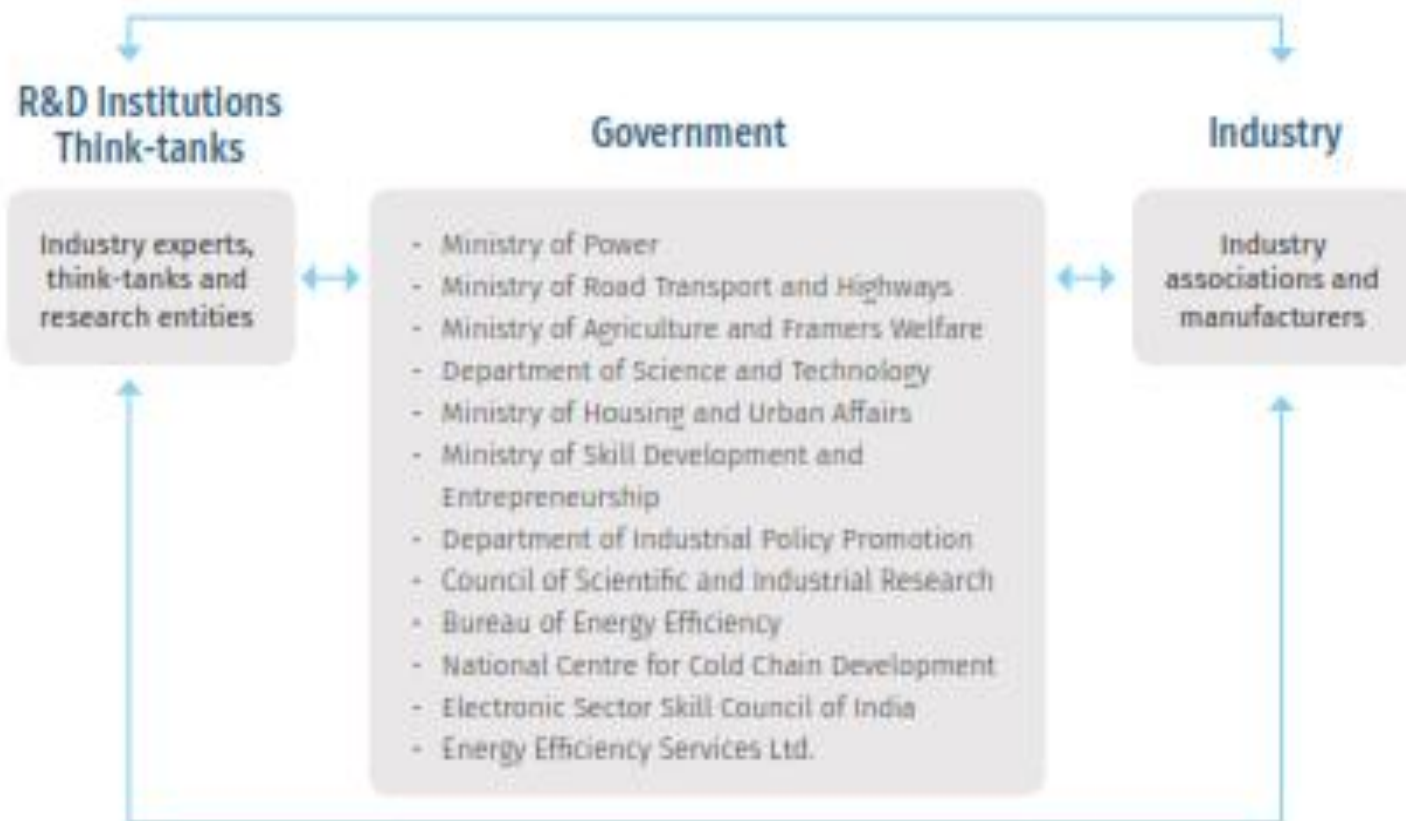 R&D Institutions
Think-tanks
Industry experts,
think-tanks and
research entities
Government
- Ministry of Power
- Ministry of Road Transport and Highways
- Ministry of Agriculture and Framers Welfare
- Department of Science and Technology
- Ministry of Housing and Urban Affairs
- Ministry of Skill Development and
Entrepreneurship
- Department of Industrial Policy Promotion
- Council of Scientific and Industrial Research
- Bureau of Energy Efficiency
- National Centre for Cold Chain Development
- Electronic Sector Skill Council of India
- Energy Efficiency Services Ltd.
Industry
Industry
associations and
manufacturers